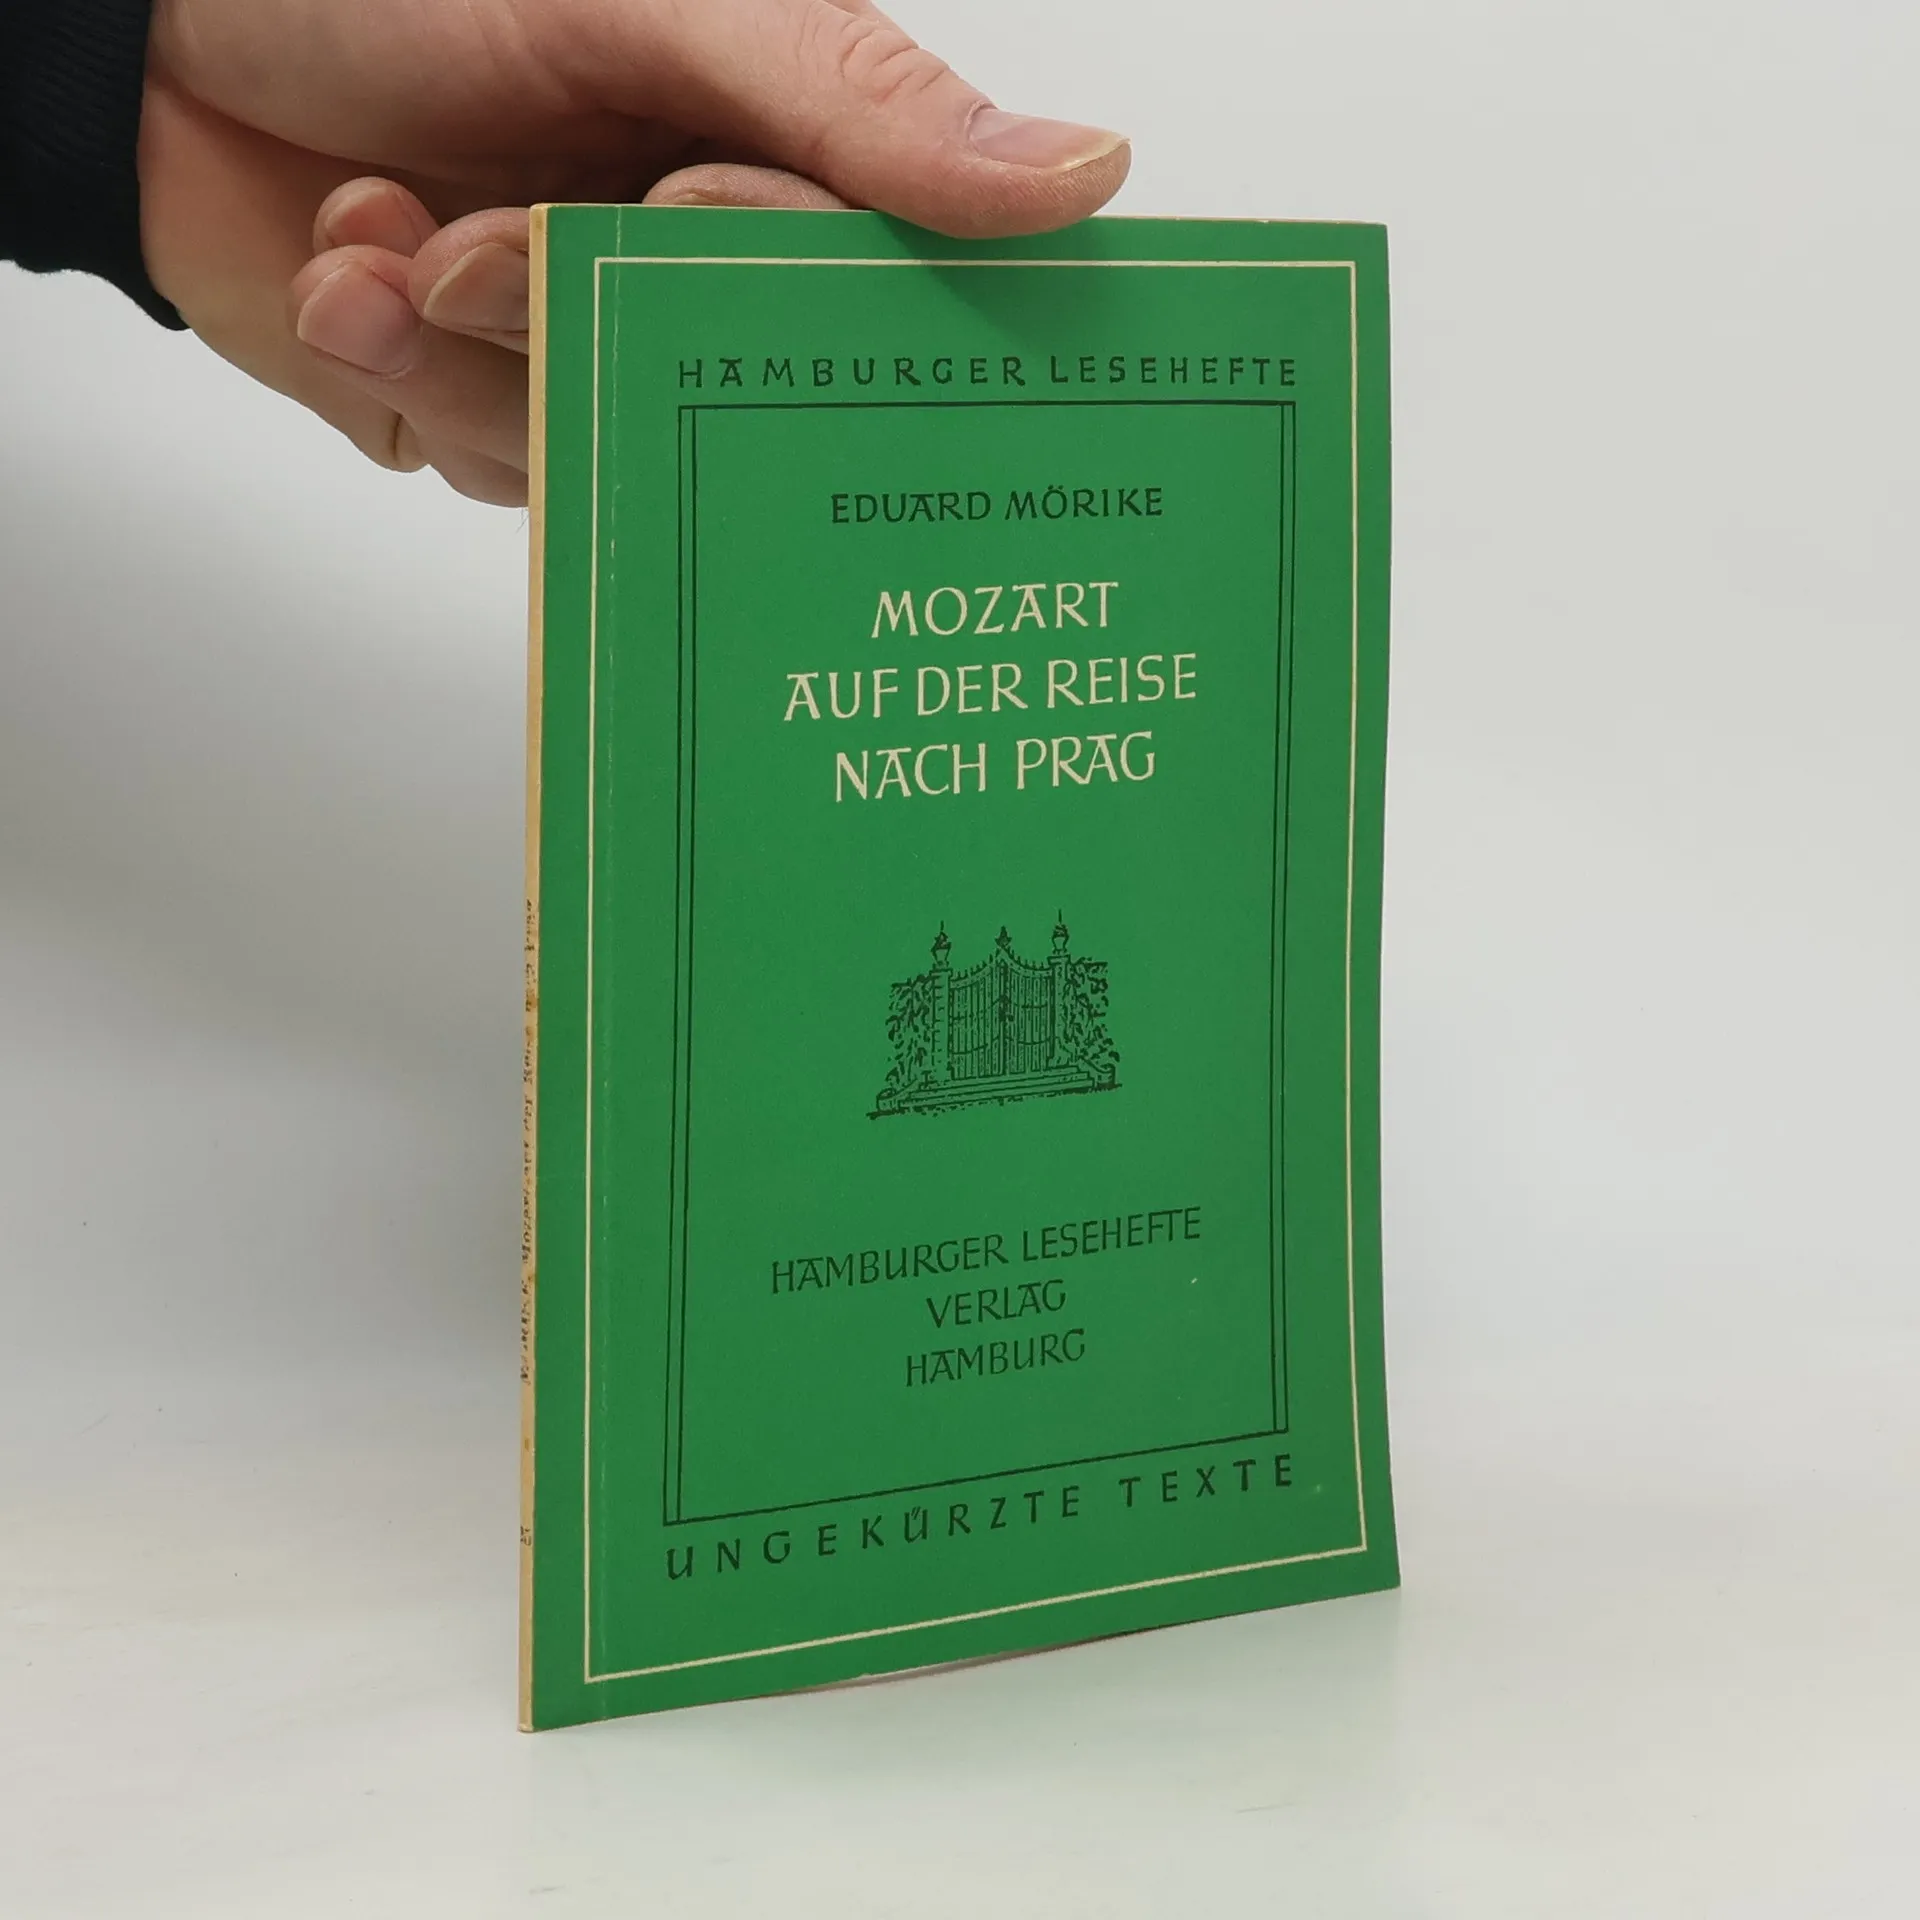 HAMBURGER LESEHEFTE
EDUARD MÖRIKE
MOZART
AUF DER REISE
NACH PRAG
HAMBURGER LESEHEFTE
VERLAG
HAMBURG
UNGEKÜRZTE TEXTE